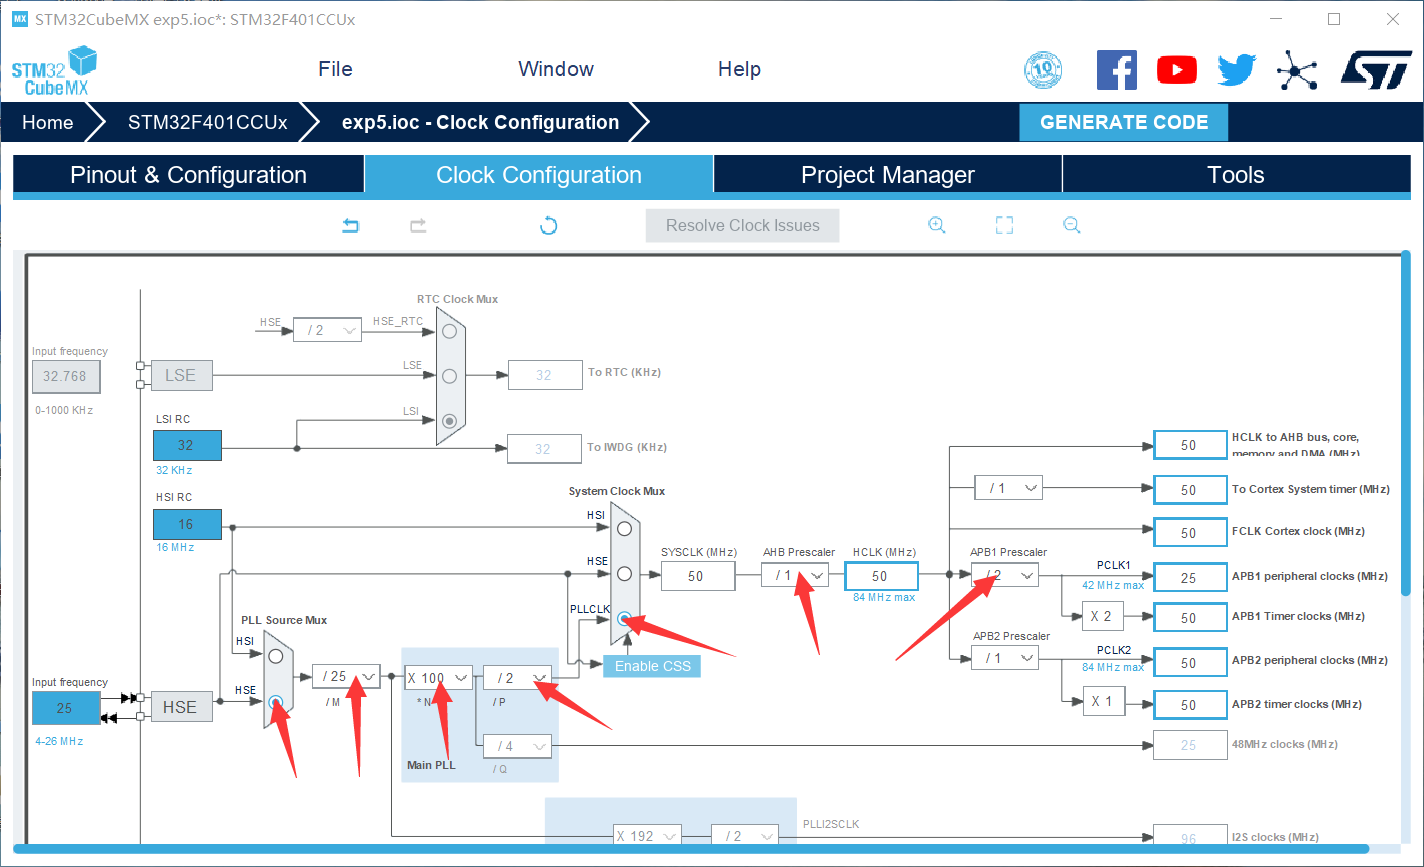 MX STM32CubeMX exp5.ioc*: STM32F401CCUx
STM32
CubeMX
File
Window
Help
10
ST
Home
STM32F401CCUx
exp5.ioc - Clock Configuration
GENERATE CODE
Pinout & Configuration
Clock Configuration
Project Manager
Tools
Resolve Clock Issues
RTC Clock Mux
HSE
/ 2
HSE_RTC
Input frequency
32.768
0-1000 KHz
LSE
LSE
32
To RTC (KHz)
LSI
LSI RC
32
32 KHz
32
To IWDG (KHz)
HSI RC
16
16 MHz
System Clock Mux
HSI
HSE
PLLCLK
SYSCLK (MHz)
50
AHB Prescaler
/ 1
HCLK (MHz)
50
84 MHz max
50
HCLK to AHB bus, core,
memory and DMA (MHz)
/ 1
50
To Cortex System timer (MHz)
50
FCLK Cortex clock (MHz)
APB1 Prescaler
/ 2
PCLK1
42 MHz max
25
APB1 peripheral clocks (MHz)
X 2
50
APB1 Timer clocks (MHz)
APB2 Prescaler
/ 1
PCLK2
84 MHz max
50
APB2 peripheral clocks (MHz)
X 1
50
APB2 timer clocks (MHz)
PLL Source Mux
HSI
HSE
Enable CSS
Input frequency
25
4-26 MHz
HSE
/ 25
/ M
X 100
* N
/ 2
/ P
/ 4
/ Q
Main PLL
25
48MHz clocks (MHz)
X 192
/ 2
PLLI2SCLK
96
I2S clocks (MHz)